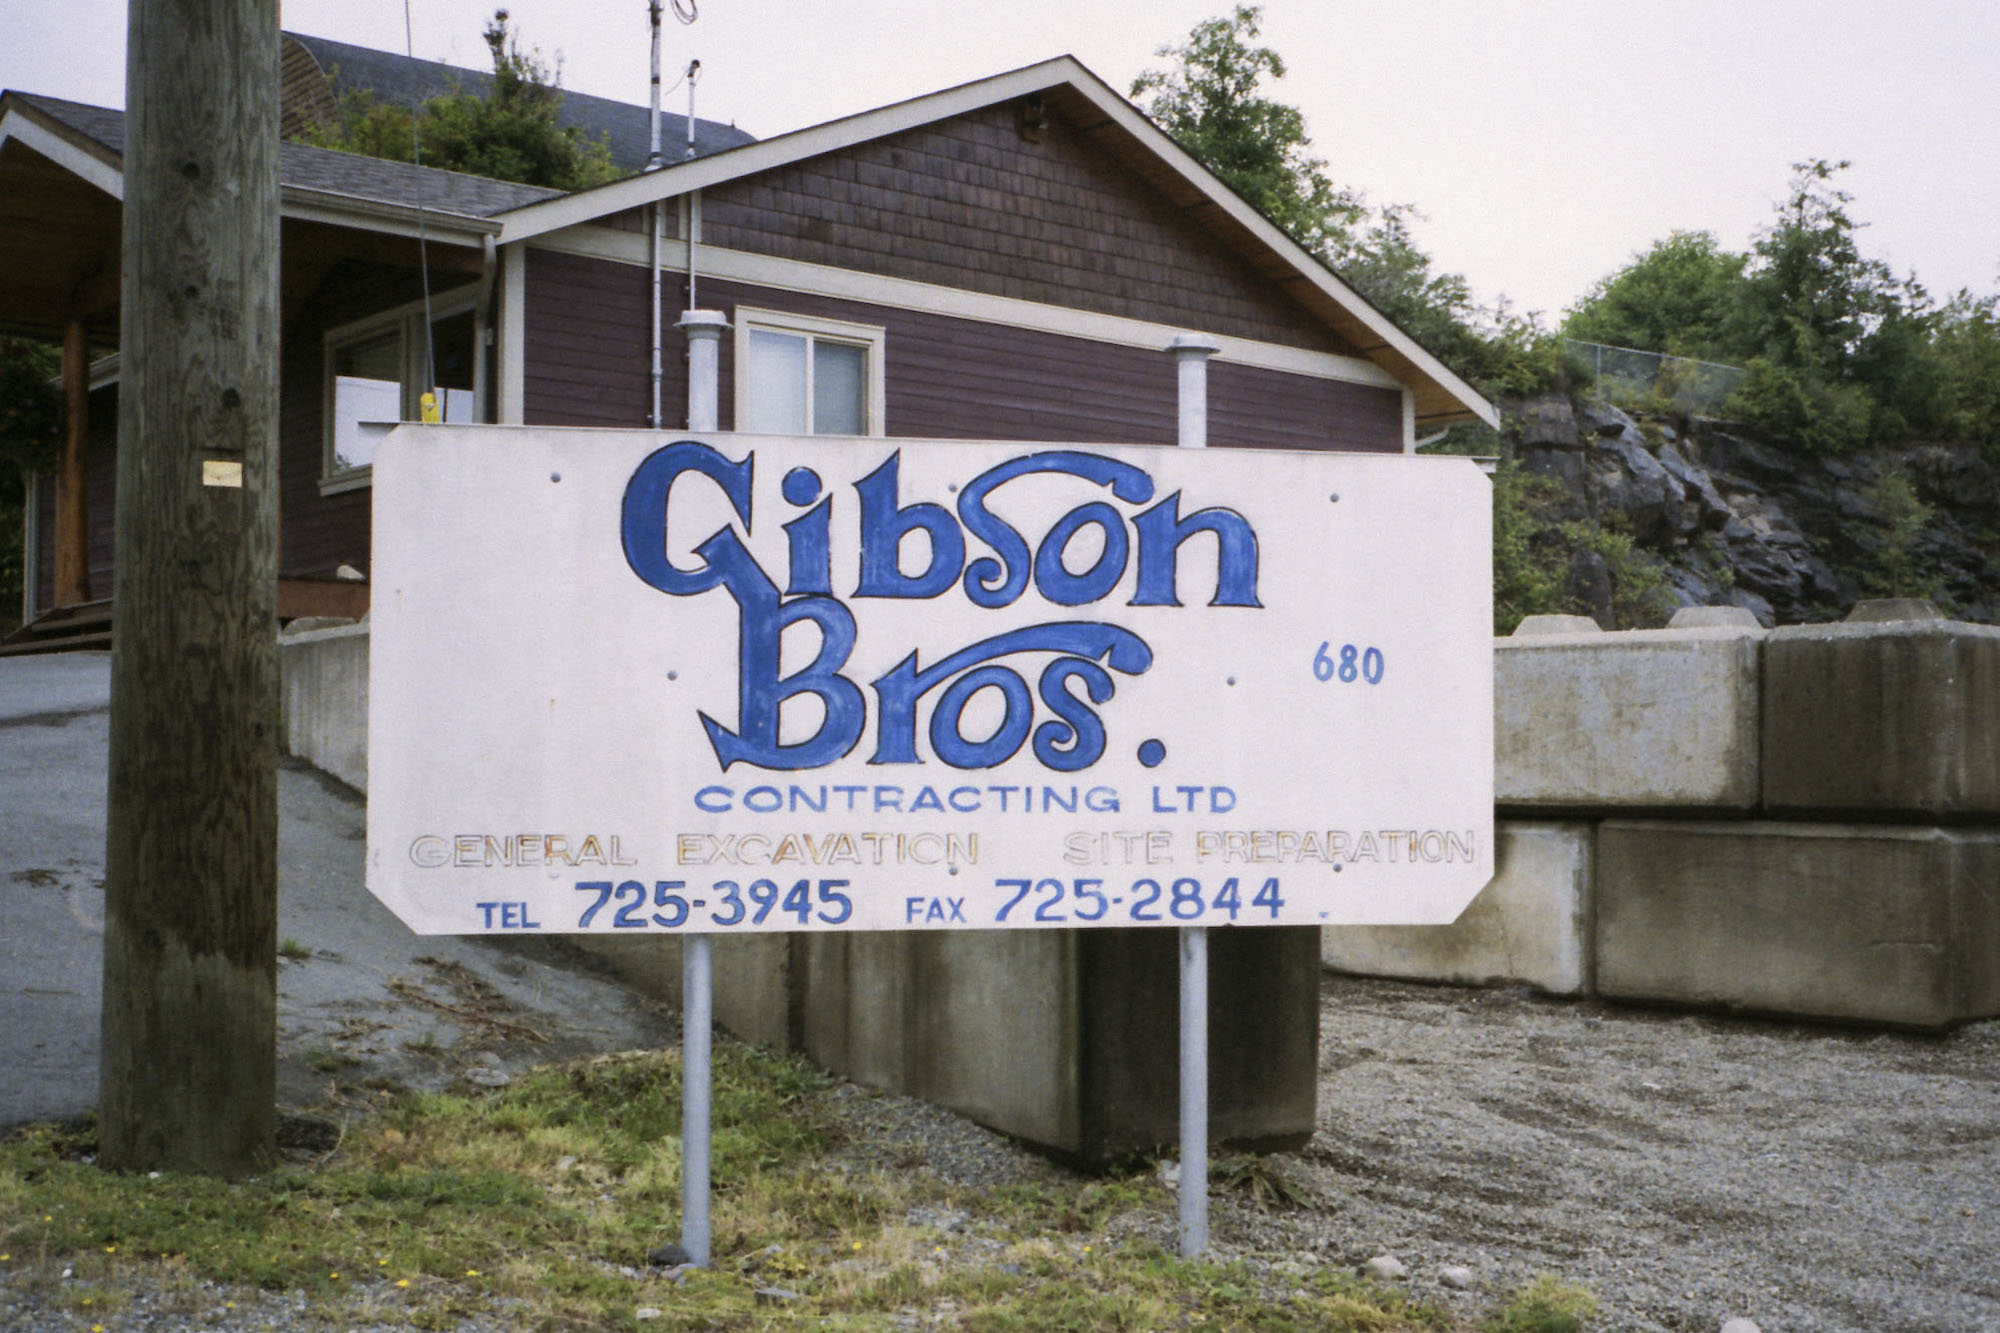 Gibson
Bros.
680
CONTRACTING LTD
GENERAL EXCAVATION SITE PREPARATION
TEL 725-3945 FAX 725-2844